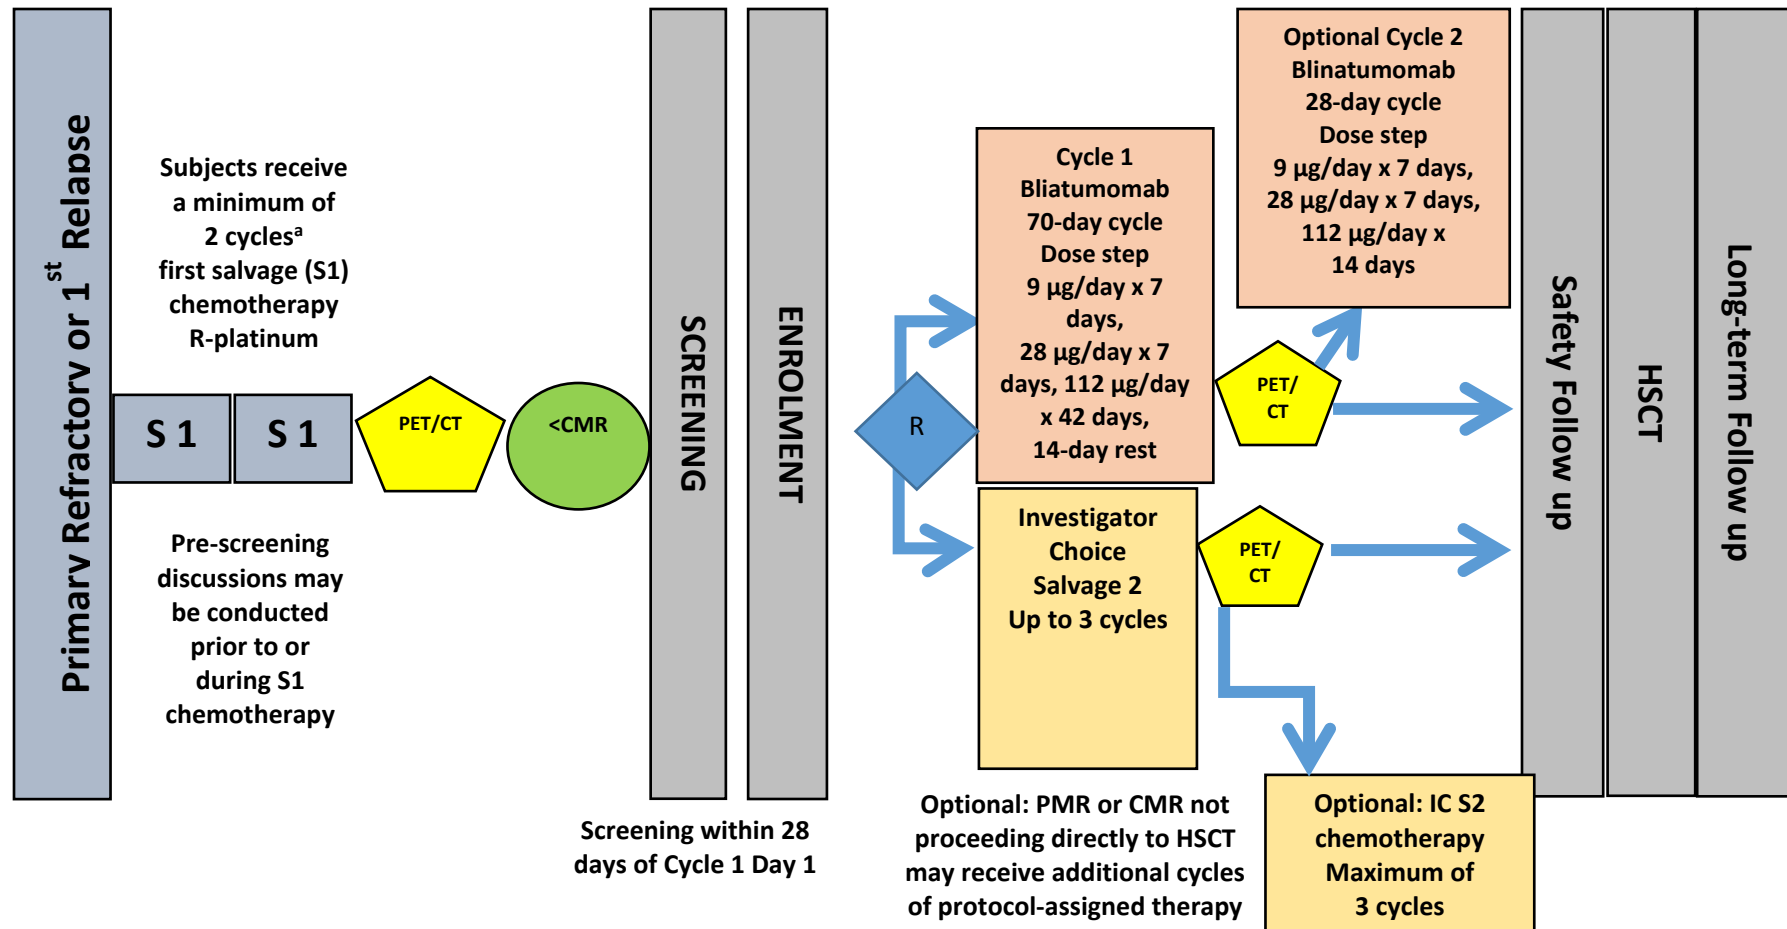 Primary Refractory or 1st Relapse
Subjects receive
a minimum of
2 cyclesa
first salvage (S1)
chemotherapy
R-platinum
S 1
S 1
PET/CT
<CMR
Pre-screening
discussions may
be conducted
prior to or
during S1
chemotherapy
SCREENING
ENROLMENT
Screening within 28
days of Cycle 1 Day 1
R
Cycle 1
Bliatumomab
70-day cycle
Dose step
9 µg/day x 7
days,
28 µg/day x 7
days, 112 µg/day
x 42 days,
14-day rest
PET/
CT
Optional Cycle 2
Blinatumomab
28-day cycle
Dose step
9 µg/day x 7 days,
28 µg/day x 7 days,
112 µg/day x
14 days
Investigator
Choice
Salvage 2
Up to 3 cycles
PET/
CT
Optional: PMR or CMR not
proceeding directly to HSCT
may receive additional cycles
of protocol-assigned therapy
Optional: IC S2
chemotherapy
Maximum of
3 cycles
Safety Follow up
HSCT
Long-term Follow up